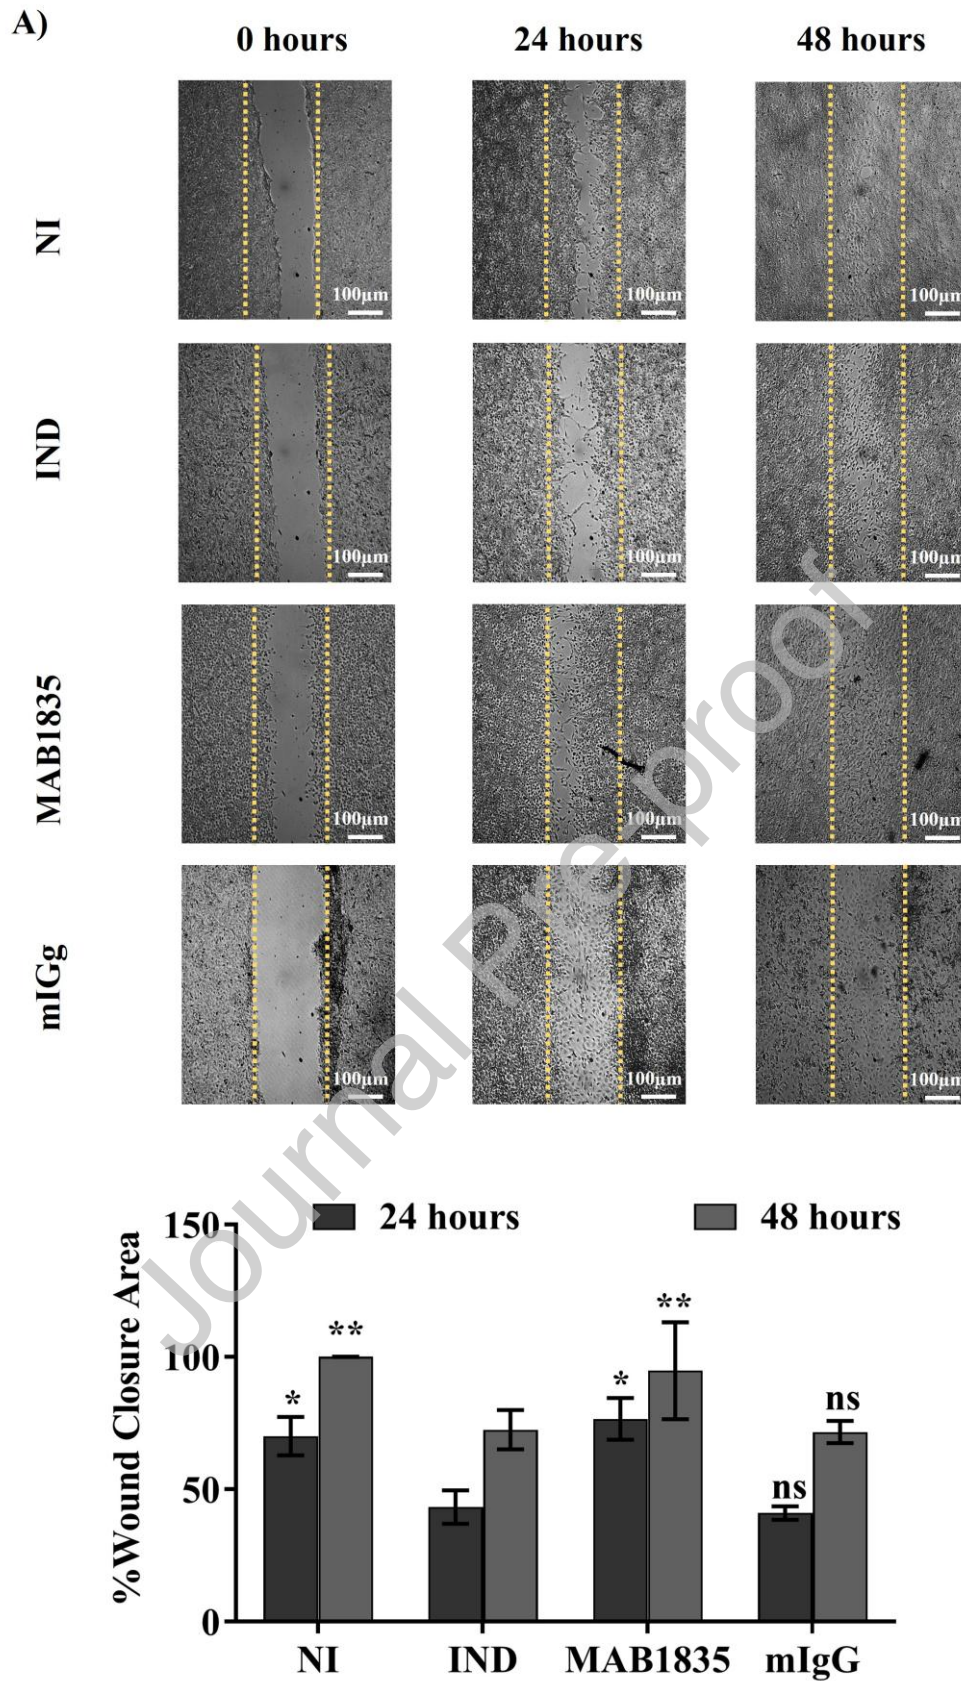 A)
0 hours 24 hours 48 hours
NI
100µm 100µm 100µm
IND
100µm 100µm 100µm
MAB1835
100µm 100µm 100µm
mIGg
100µm 100µm 100µm
Journal Pre-proof
24 hours 48 hours
%Wound Closure Area
150
100
50
0
* ** * ** ns ns
NI IND MAB1835 mIgG